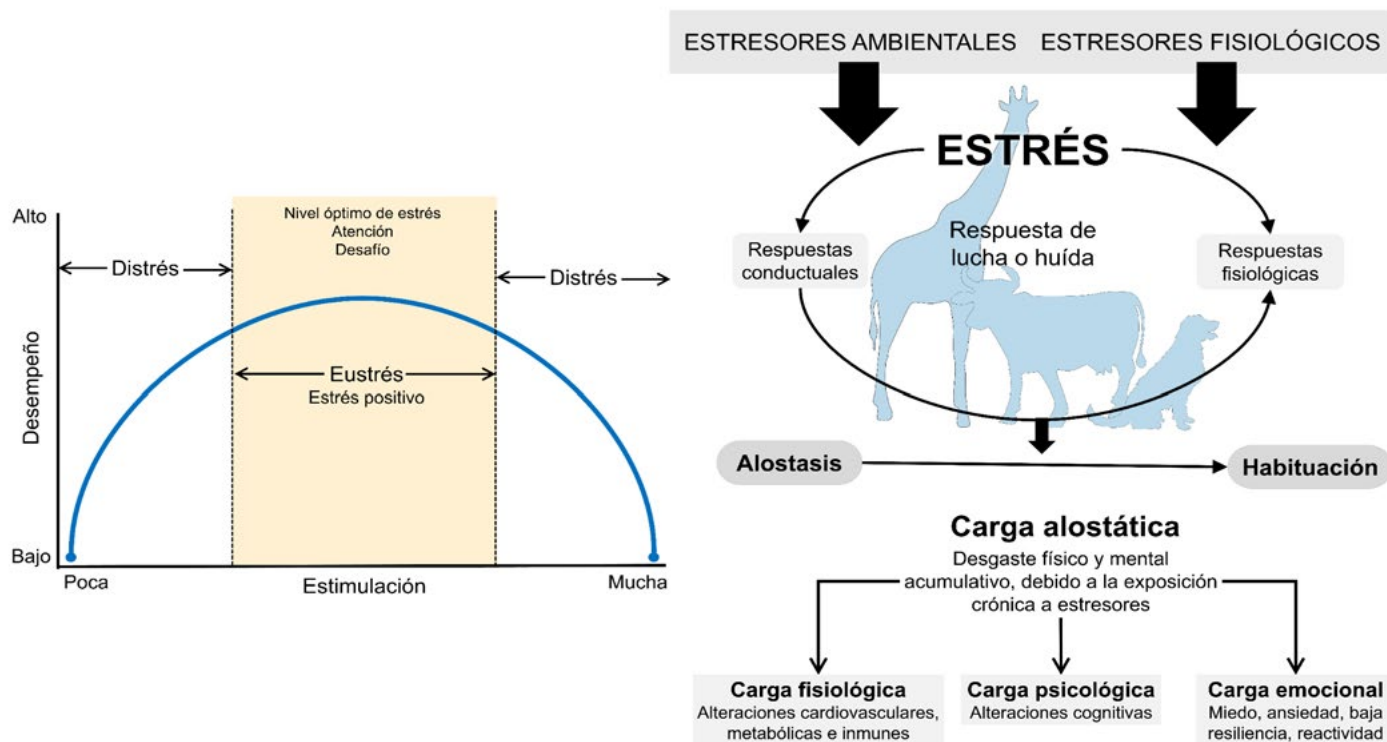 Alto
Nivel óptimo de estrés
Atención
Desafío
Distrés
Distrés
Desempeño
Eustrés
Estrés positivo
Bajo
Poca
Estimulación
Mucha
ESTRESORES AMBIENTALES
ESTRESORES FISIOLÓGICOS
ESTRÉS
Respuestas
conductuales
Respuesta de
lucha o huída
Respuestas
fisiológicas
Alostasis
Habituación
Carga alostática
Desgaste físico y mental
acumulativo, debido a la exposición
crónica a estresores
Carga fisiológica
Alteraciones cardiovasculares,
metabólicas e inmunes
Carga psicológica
Alteraciones cognitivas
Carga emocional
Miedo, ansiedad, baja
resiliencia, reactividad